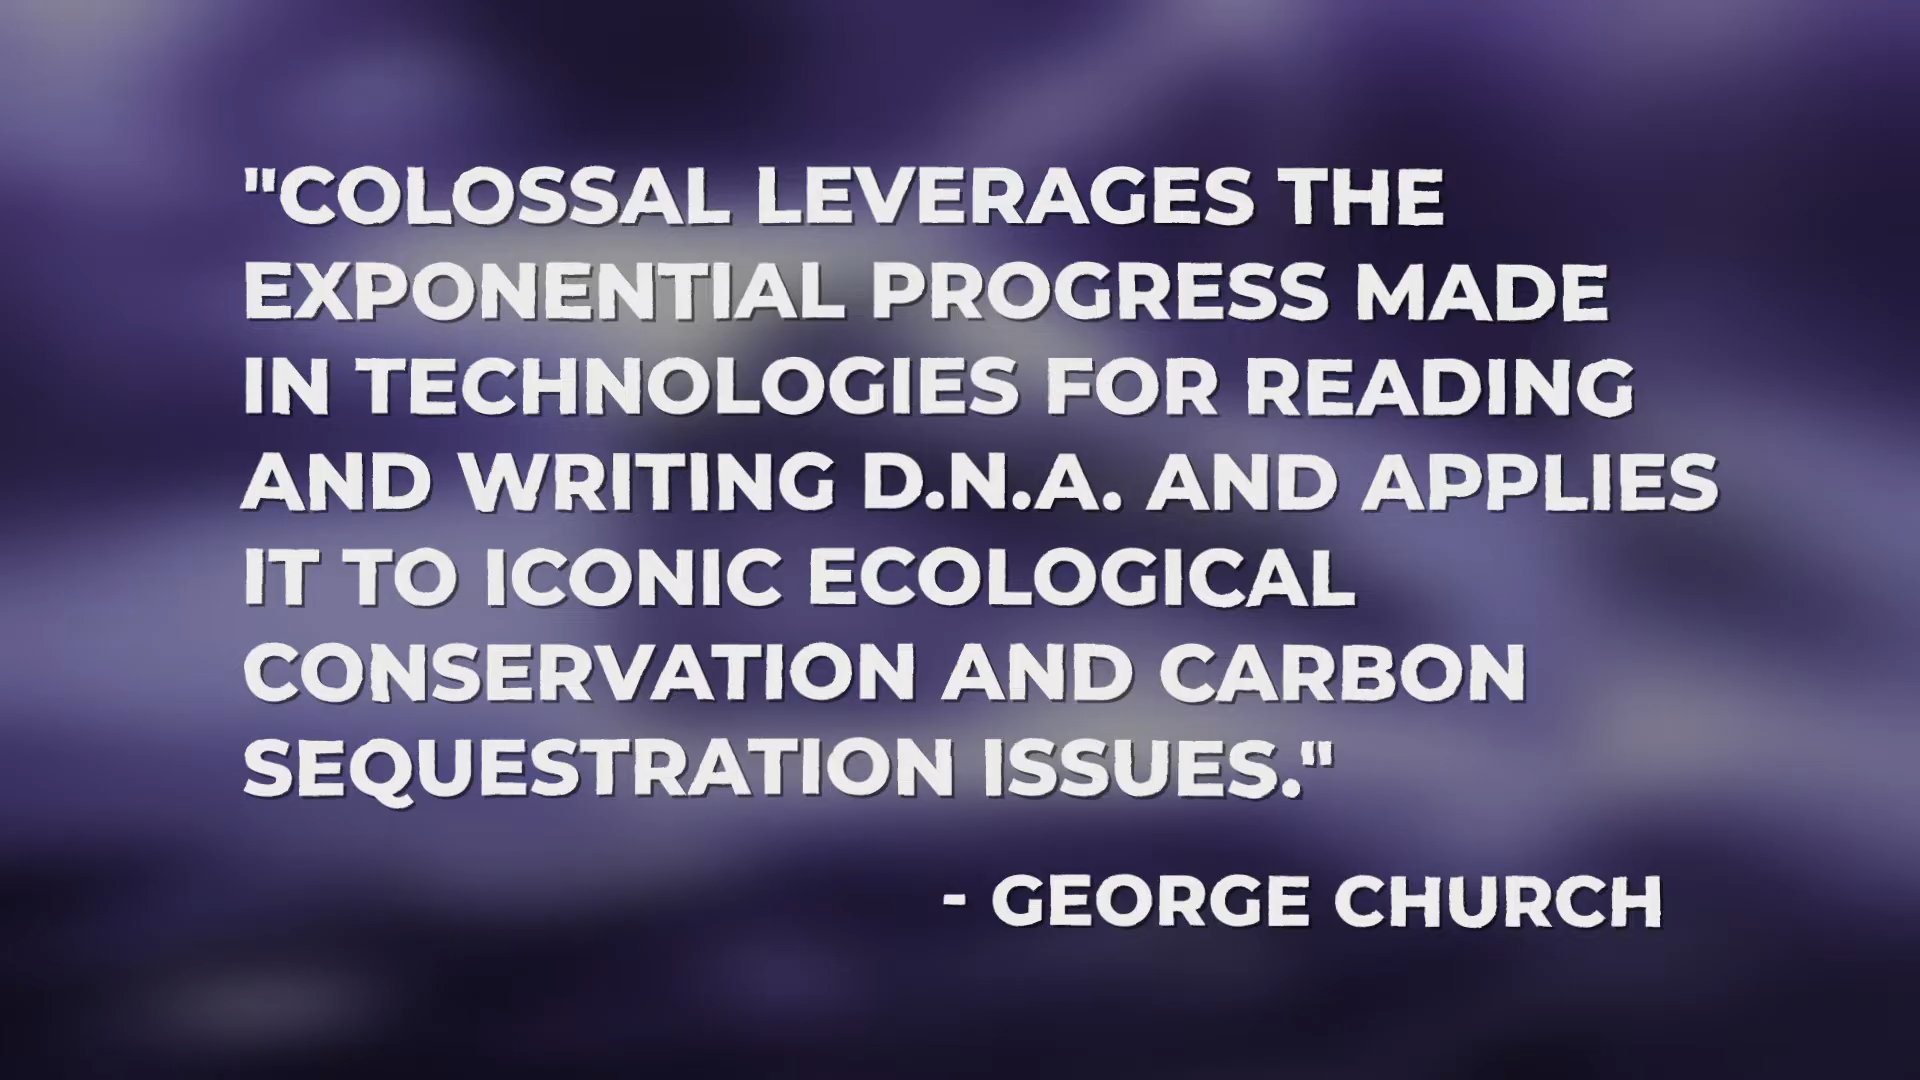 "COLOSSAL LEVERAGES THE
EXPONENTIAL PROGRESS MADE
IN TECHNOLOGIES FOR READING
AND WRITING D.N.A. AND APPLIES
IT TO ICONIC ECOLOGICAL
CONSERVATION AND CARBON
SEQUESTRATION ISSUES."
- GEORGE CHURCH